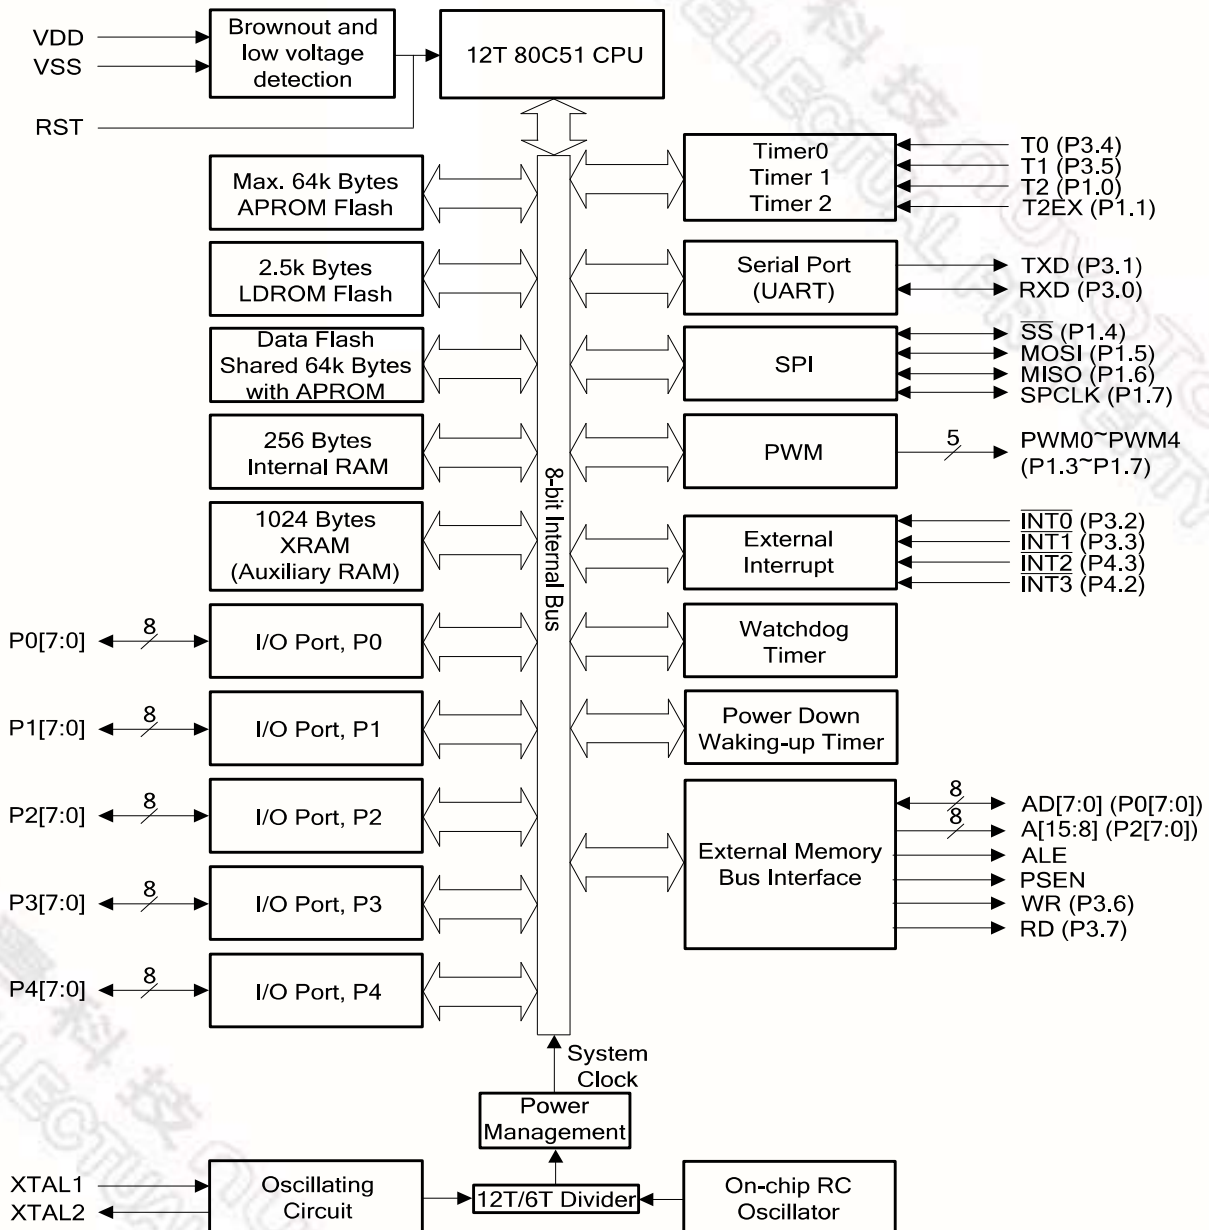 VDD
VSS
RST
Brownout and
low voltage
detection
12T 80C51 CPU
Max. 64k Bytes
APROM Flash
2.5k Bytes
LDROM Flash
Data Flash
Shared 64k Bytes
with APROM
256 Bytes
Internal RAM
1024 Bytes
XRAM
(Auxiliary RAM)
P0[7:0]
8
I/O Port, P0
P1[7:0]
8
I/O Port, P1
P2[7:0]
8
I/O Port, P2
P3[7:0]
8
I/O Port, P3
P4[7:0]
8
I/O Port, P4
8-bit Internal Bus
Timer0
Timer 1
Timer 2
T0 (P3.4)
T1 (P3.5)
T2 (P1.0)
T2EX (P1.1)
Serial Port
(UART)
TXD (P3.1)
RXD (P3.0)
SPI
SS (P1.4)
MOSI (P1.5)
MISO (P1.6)
SPCLK (P1.7)
PWM
5
PWM0~PWM4
(P1.3~P1.7)
External
Interrupt
INT0 (P3.2)
INT1 (P3.3)
INT2 (P4.3)
INT3 (P4.2)
Watchdog
Timer
Power Down
Waking-up Timer
External Memory
Bus Interface
8
AD[7:0] (P0[7:0])
8
A[15:8] (P2[7:0])
ALE
PSEN
WR (P3.6)
RD (P3.7)
System
Clock
Power
Management
XTAL1
XTAL2
Oscillating
Circuit
12T/6T Divider
On-chip RC
Oscillator